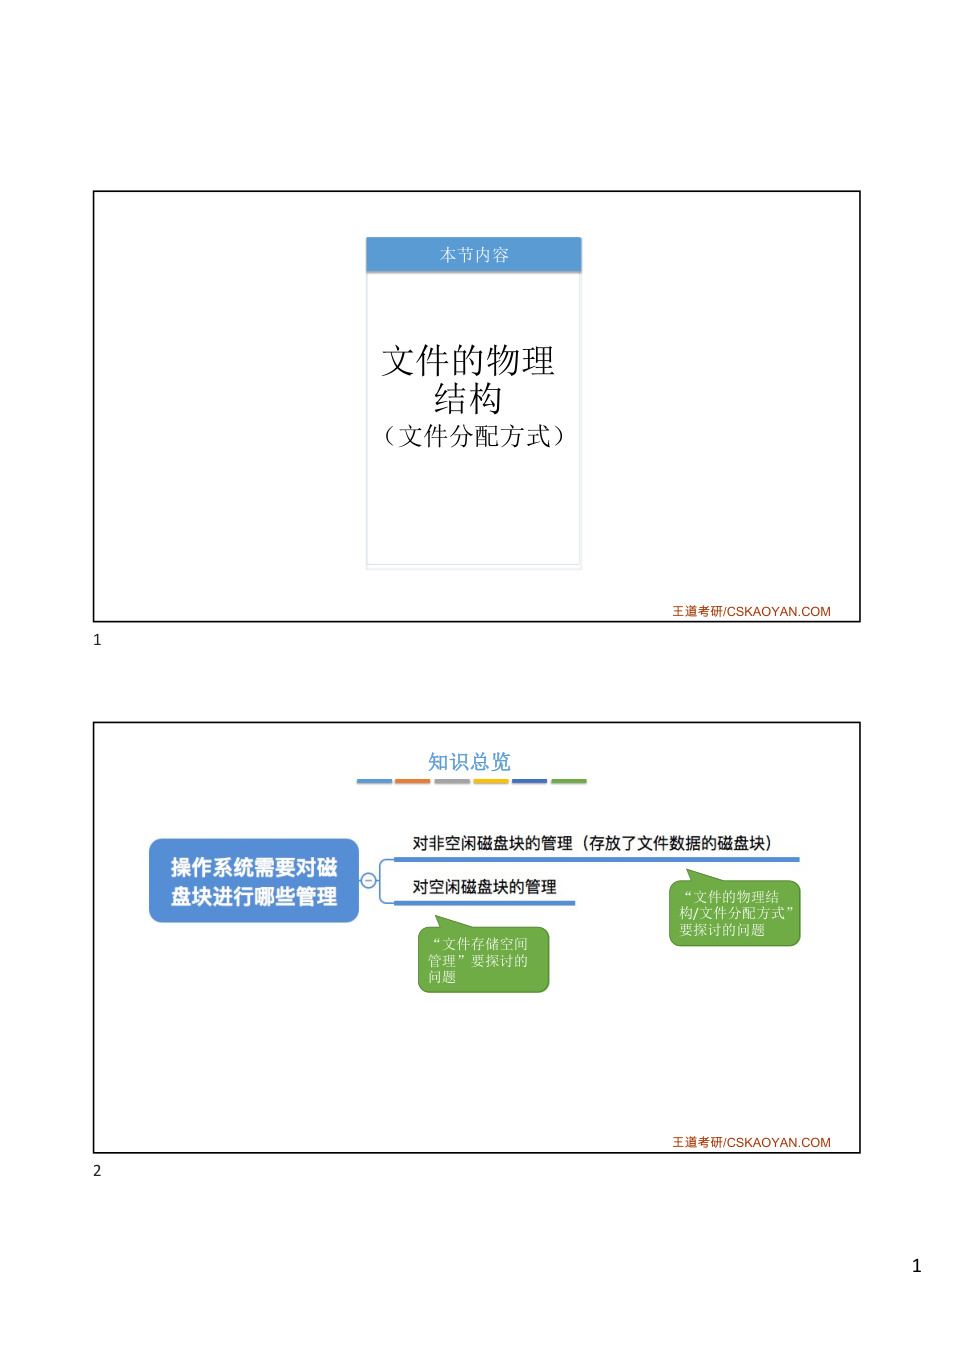 本节内容
文件的物理
结构
（文件分配方式）
王道考研/CSKAOYAN.COM
1
知识总览
操作系统需要对磁
盘块进行哪些管理
对非空闲磁盘块的管理（存放了文件数据的磁盘块）
对空闲磁盘块的管理
“文件的物理结
构/文件分配方式”
要探讨的问题
“文件存储空间
管理”要探讨的
问题
王道考研/CSKAOYAN.COM
2
1